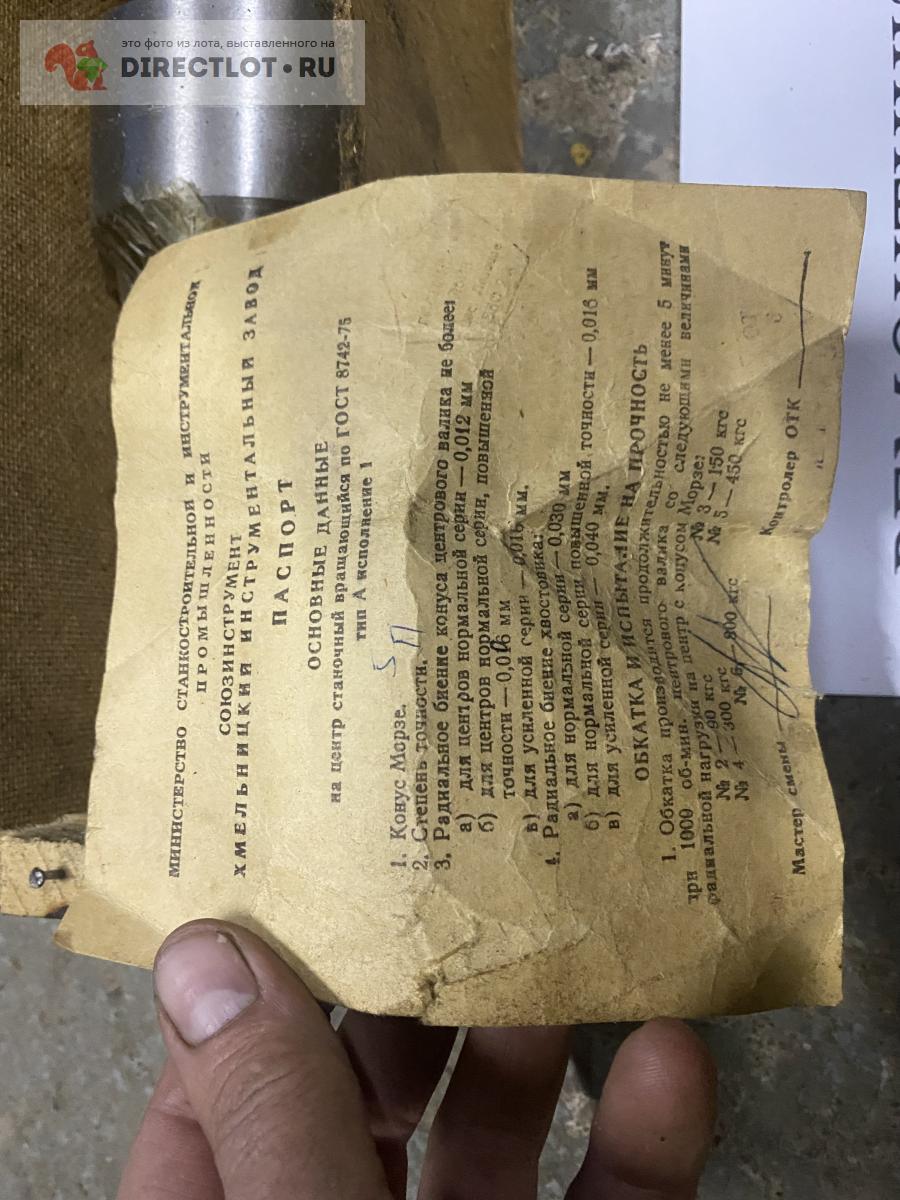 это фото из лота, выставленного на
DIRECTLOT.RU
МИНИСТЕРСТВО СТАНКОСТРОИТЕЛЬНОЙ И ИНСТРУМЕНТАЛЬНОЙ
ПРОМЫШЛЕННОСТИ
СОЮЗИНСТРУМЕНТ
ХМЕЛЬНИЦКИЙ ИНСТРУМЕНТАЛЬНЫЙ ЗАВОД
ПАСПОРТ
ОСНОВНЫЕ ДАННЫЕ
на центр станочный вращающийся по ГОСТ 8742-75
тип А исполнение 1
1. Конус Морзе. 5
2. Степень точности. П
3. Радиальное биение конуса центрового валика не более:
а) для центров нормальной серии — 0,012 мм
б) для центров нормальной серии, повышенной
точности — 0,006 мм
в) для усиленной серии — 0,016 мм.
4. Радиальное биение хвостовика:
а) для нормальной серии — 0,030 мм
б) для нормальной серии повышенной точности — 0,016 мм
в) для усиленной серии — 0,040 мм.
ОБКАТКА И ИСПЫТАНИЕ НА ПРОЧНОСТЬ
1. Обкатка производится продолжительностью не менее 5 минут
при 1000 об-мин. центрового валика со следующими величинами
радиальной нагрузки на центр с конусом Морзе:
№ 2 — 90 кгс № 3 — 150 кгс
№ 4 — 300 кгс № 5 — 450 кгс
№ 6 — 800 кгс
Мастер смены Контролер ОТК